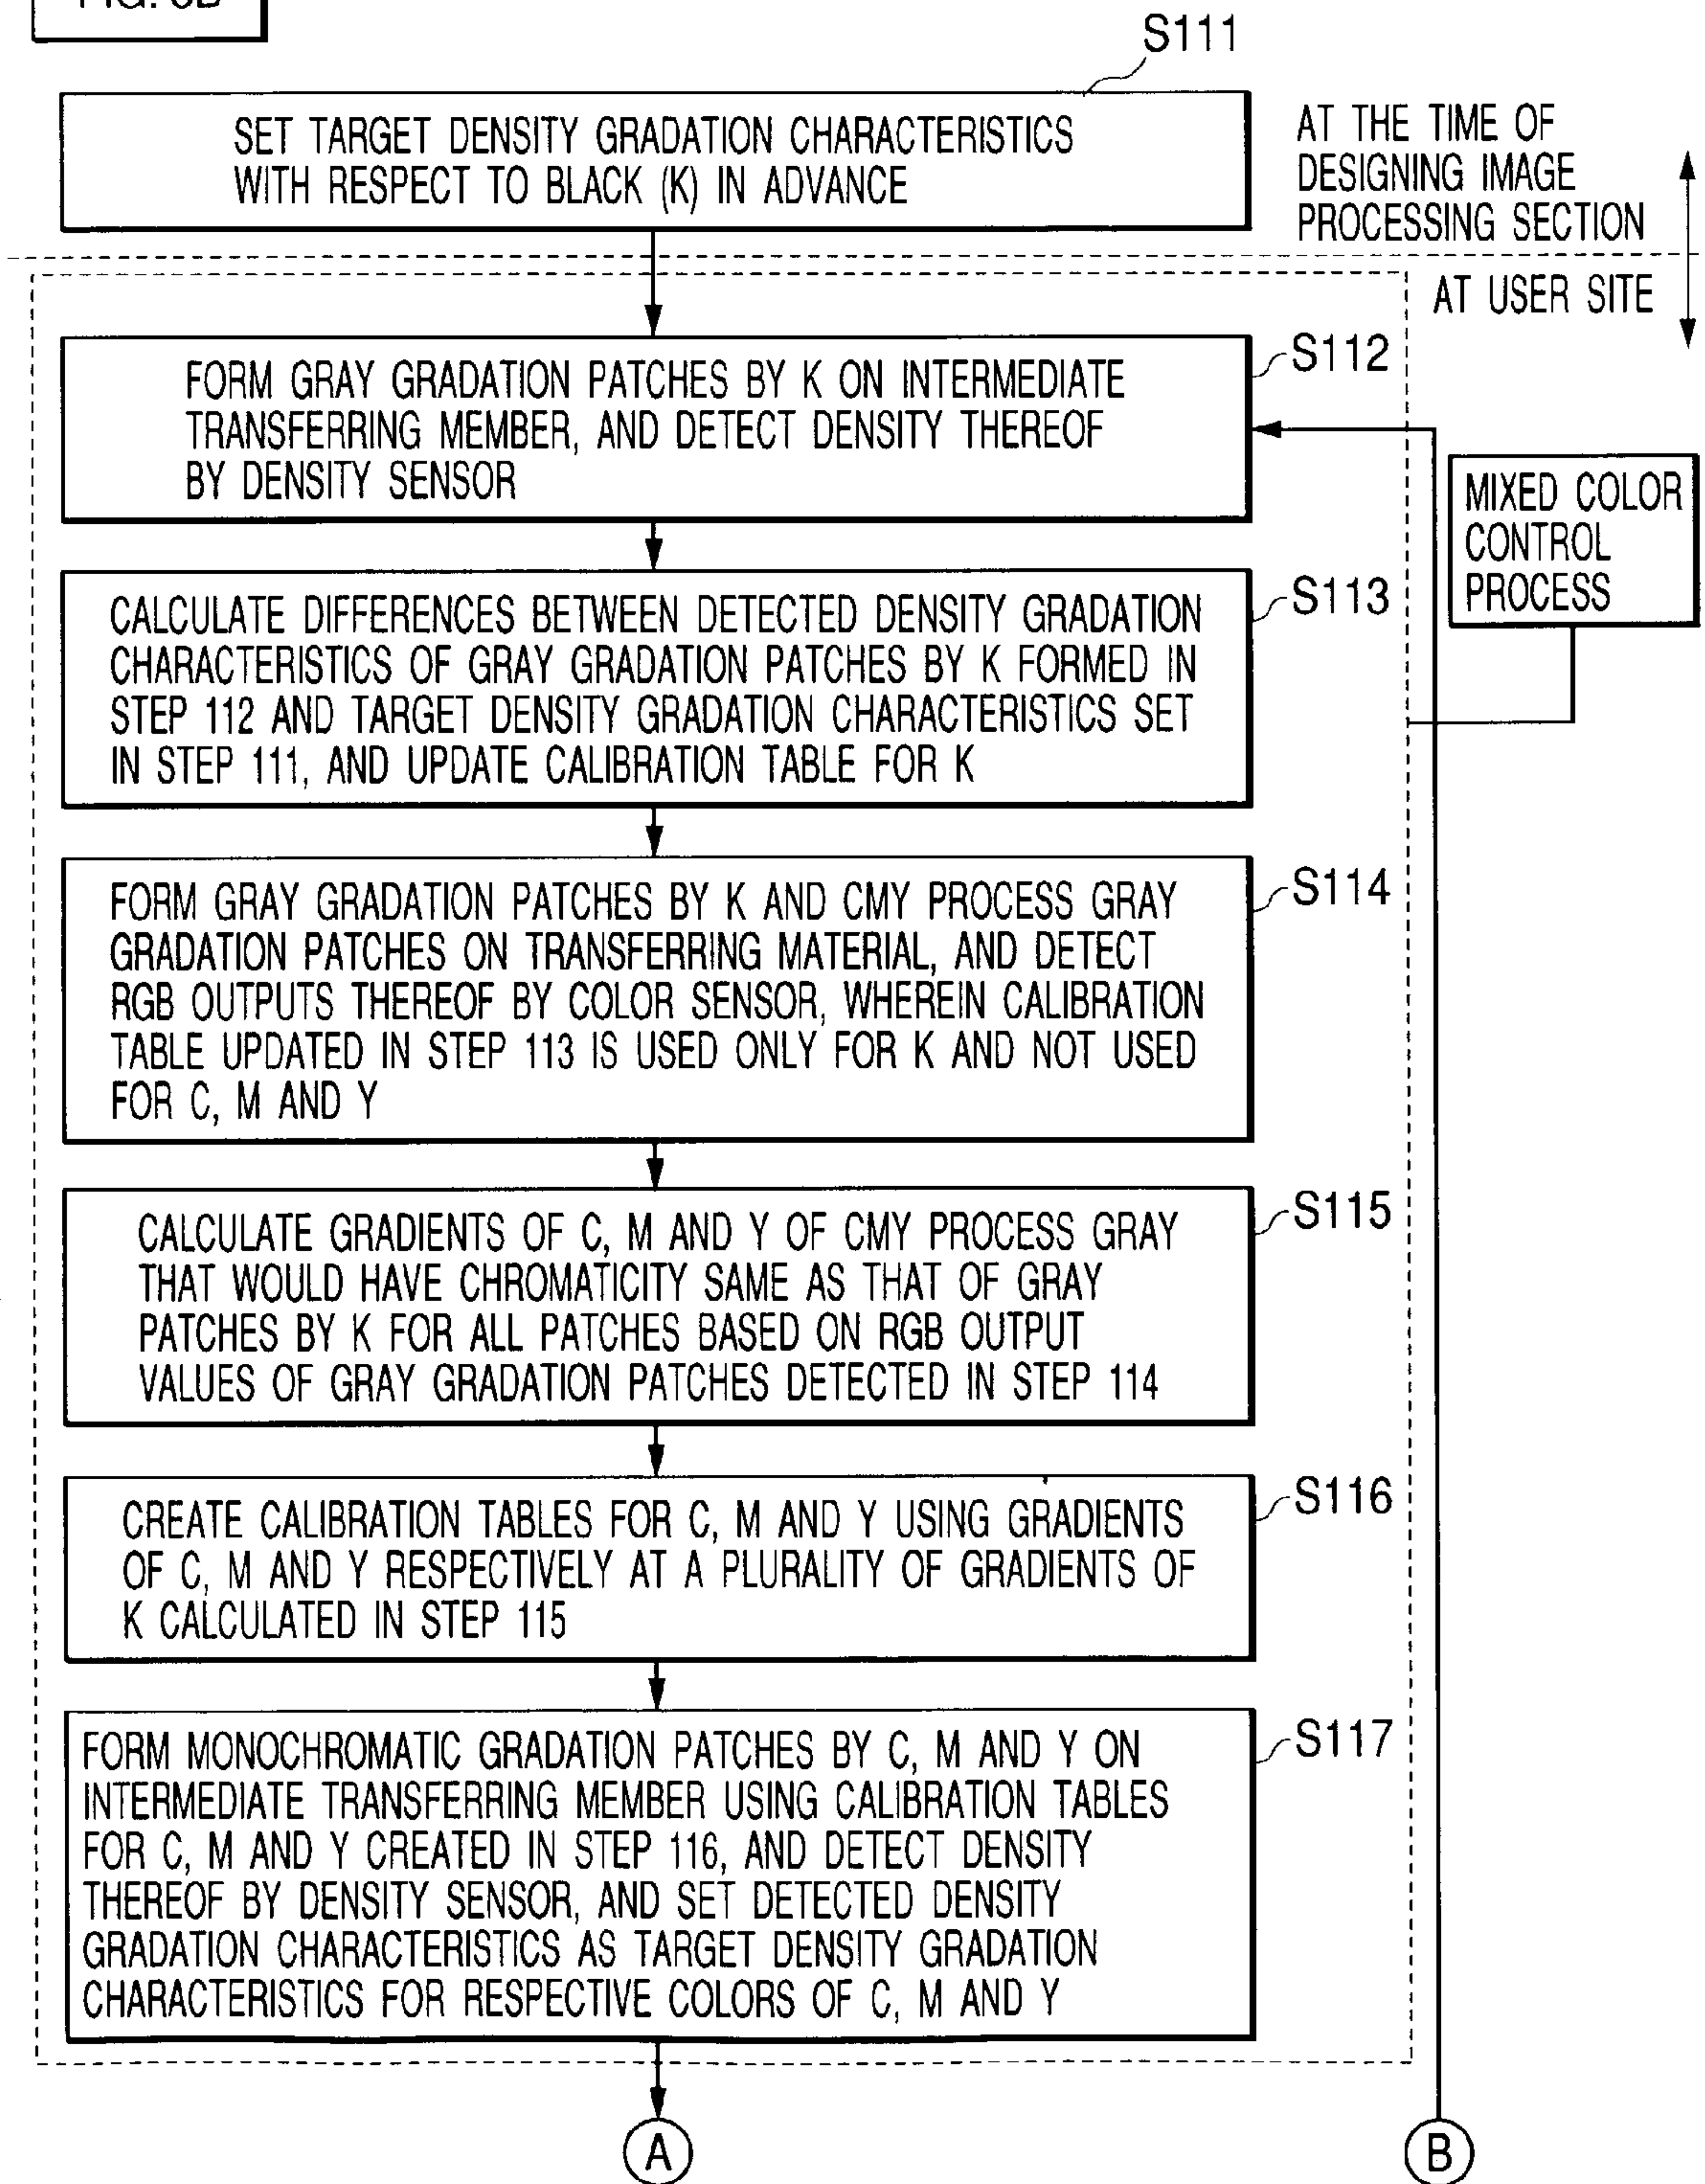 S111
SET TARGET DENSITY GRADATION CHARACTERISTICS
WITH RESPECT TO BLACK (K) IN ADVANCE
AT THE TIME OF
DESIGNING IMAGE
PROCESSING SECTION
AT USER SITE
S112
FORM GRAY GRADATION PATCHES BY K ON INTERMEDIATE
TRANSFERRING MEMBER, AND DETECT DENSITY THEREOF
BY DENSITY SENSOR
MIXED COLOR
CONTROL
PROCESS
S113
CALCULATE DIFFERENCES BETWEEN DETECTED DENSITY GRADATION
CHARACTERISTICS OF GRAY GRADATION PATCHES BY K FORMED IN
STEP 112 AND TARGET DENSITY GRADATION CHARACTERISTICS SET
IN STEP 111, AND UPDATE CALIBRATION TABLE FOR K
S114
FORM GRAY GRADATION PATCHES BY K AND CMY PROCESS GRAY
GRADATION PATCHES ON TRANSFERRING MATERIAL, AND DETECT
RGB OUTPUTS THEREOF BY COLOR SENSOR, WHEREIN CALIBRATION
TABLE UPDATED IN STEP 113 IS USED ONLY FOR K AND NOT USED
FOR C, M AND Y
S115
CALCULATE GRADIENTS OF C, M AND Y OF CMY PROCESS GRAY
THAT WOULD HAVE CHROMATICITY SAME AS THAT OF GRAY
PATCHES BY K FOR ALL PATCHES BASED ON RGB OUTPUT
VALUES OF GRAY GRADATION PATCHES DETECTED IN STEP 114
S116
CREATE CALIBRATION TABLES FOR C, M AND Y USING GRADIENTS
OF C, M AND Y RESPECTIVELY AT A PLURALITY OF GRADIENTS OF
K CALCULATED IN STEP 115
S117
FORM MONOCHROMATIC GRADATION PATCHES BY C, M AND Y ON
INTERMEDIATE TRANSFERRING MEMBER USING CALIBRATION TABLES
FOR C, M AND Y CREATED IN STEP 116, AND DETECT DENSITY
THEREOF BY DENSITY SENSOR, AND SET DETECTED DENSITY
GRADATION CHARACTERISTICS AS TARGET DENSITY GRADATION
CHARACTERISTICS FOR RESPECTIVE COLORS OF C, M AND Y
A
B